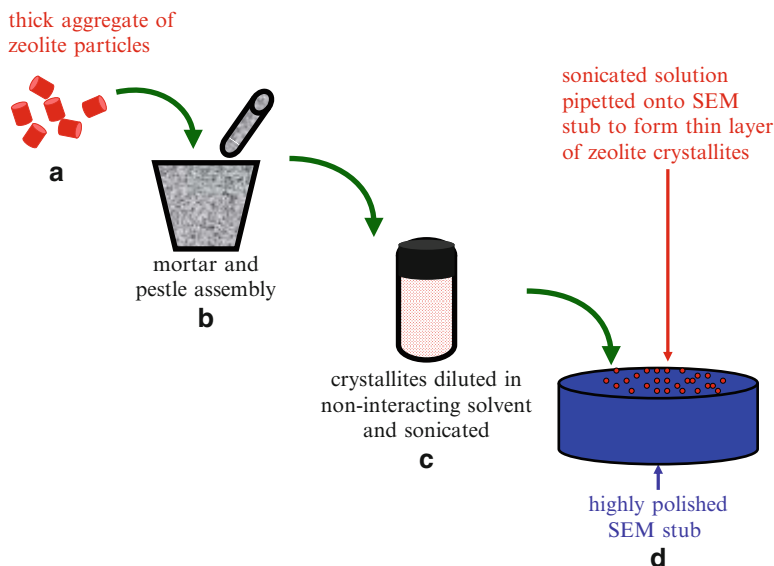 thick aggregate of
zeolite particles
a
mortar and
pestle assembly
b
crystallites diluted in
non-interacting solvent
and sonicated
c
sonicated solution
pipetted onto SEM
stub to form thin layer
of zeolite crystallites
highly polished
SEM stub
d